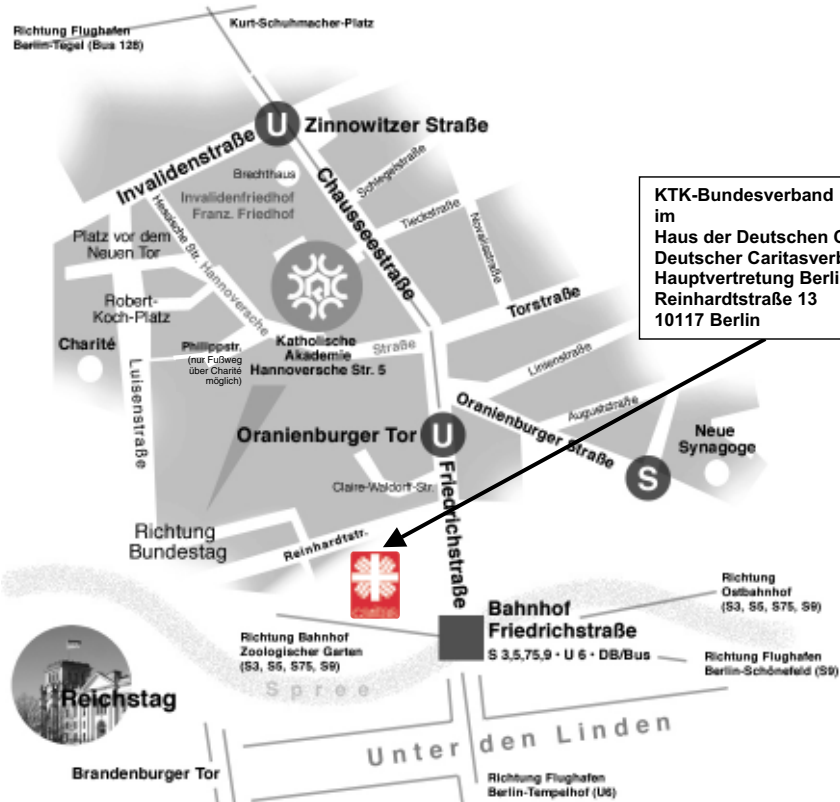 Richtung Flughafen
Berlin-Tegel (Bus 128)
Kurt-Schuhmacher-Platz
U
Zinnowitzer Straße
Invalidenstraße
Brechthaus
Invalidenfriedhof
Franz. Friedhof
Chausseestraße
Schlegelstraße
Tieckstraße
Novalisstraße
Hessische Str.
Hannoversche
Straße
Platz vor dem
Neuen Tor
Robert-
Koch-Platz
Charité
Luisenstraße
Philippstr.
(nur Fußweg
über Charité
möglich)
Katholische
Akademie
Hannoversche Str. 5
Torstraße
Linienstraße
KTK-Bundesverband
im
Haus der Deutschen
Deutscher
Hauptvertretung
Reinhardtstraße 13
10117 Berlin
Oranienburger Tor
U
Oranienburger Straße
Auguststraße
S
Neue
Synagoge
Claire-Waldorff-Str.
Friedrichstraße
Richtung
Bundestag
Reinhardtstr.
caritas
Bahnhof
Friedrichstraße
S 3,5,75,9 • U 6 • DB/Bus
Richtung
Ostbahnhof
(S3, S5, S75, S9)
Richtung Bahnhof
Zoologischer Garten
(S3, S5, S75, S9)
Richtung Flughafen
Berlin-Schönefeld (S9)
Spree
Reichstag
Unter den Linden
Brandenburger Tor
Richtung Flughafen
Berlin-Tempelhof (U6)